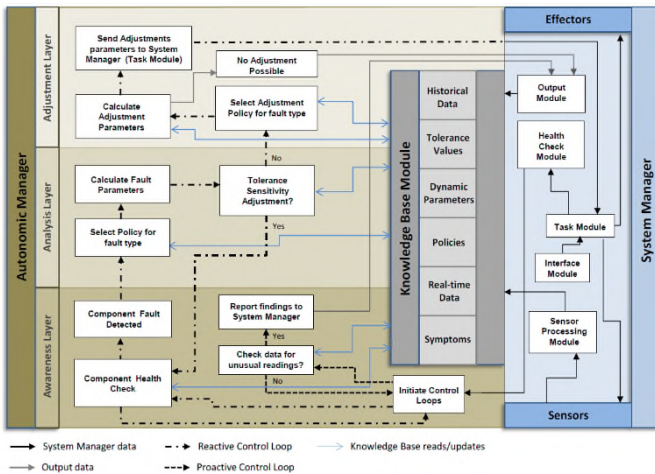 Autonomic Manager
Adjustment Layer
Analysis Layer
Awareness Layer
Send Adjustments
parameters to System
Manager (Task Module)
No Adjustment
Possible
Calculate
Adjustment
Parameters
Select Adjustment
Policy for fault type
No
Calculate Fault
Parameters
Tolerance
Sensitivity
Adjustment?
Yes
Select Policy for
fault type
Component Fault
Detected
Report findings to
System Manager
Yes
Check data for
unusual readings?
No
Component Health
Check
Initiate Control
Loops
Knowledge Base Module
Historical
Data
Tolerance
Values
Dynamic
Parameters
Policies
Real-time
Data
Symptoms
Effectors
Output
Module
Health
Check
Module
Task Module
Interface
Module
Sensor
Processing
Module
Sensors
System Manager
System Manager data
Reactive Control Loop
Knowledge Base reads/updates
Output data
Proactive Control Loop